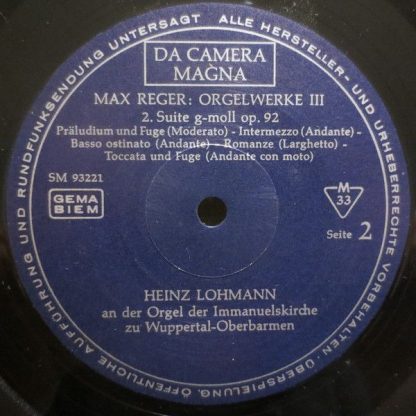 DA CAMERA
MAGNA
MAX REGER: ORGELWERKE III
2. Suite g-moll op. 92
Präludium und Fuge (Moderato) - Intermezzo (Andante) -
Basso ostinato (Andante) - Romanze (Larghetto) -
Toccata und Fuge (Andante con moto)
SM 93221
GEMA
BIEM
M
33
Seite 2
HEINZ LOHMANN
an der Orgel der Immanuelskirche
zu Wuppertal-Oberbarmen
ALLE HERSTELLER- UND URHEBERRECHTE VORBEHALTEN. ÜBERSPIELUNG, ÖFFENTLICHE AUFFÜHRUNG UND RUNDFUNKSENDUNG UNTERSAGT